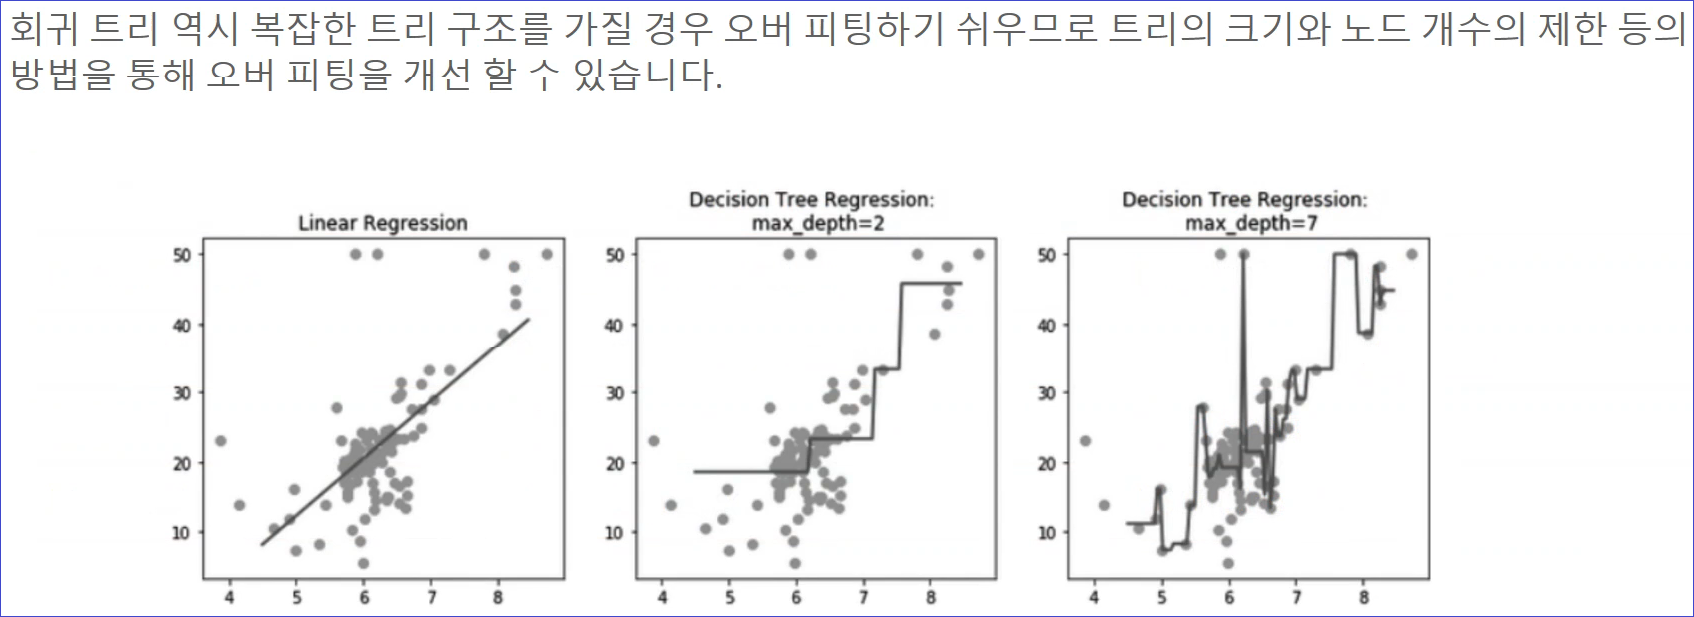 회귀 트리 역시 복잡한 트리 구조를 가질 경우 오버 피팅하기 쉬우므로 트리의 크기와 노드 개수의 제한 등의
방법을 통해 오버 피팅을 개선 할 수 있습니다.
Linear Regression
50
40
30
20
10
4 5 6 7 8
Decision Tree Regression:
max_depth=2
50
40
30
20
10
4 5 6 7 8
Decision Tree Regression:
max_depth=7
50
40
30
20
10
4 5 6 7 8